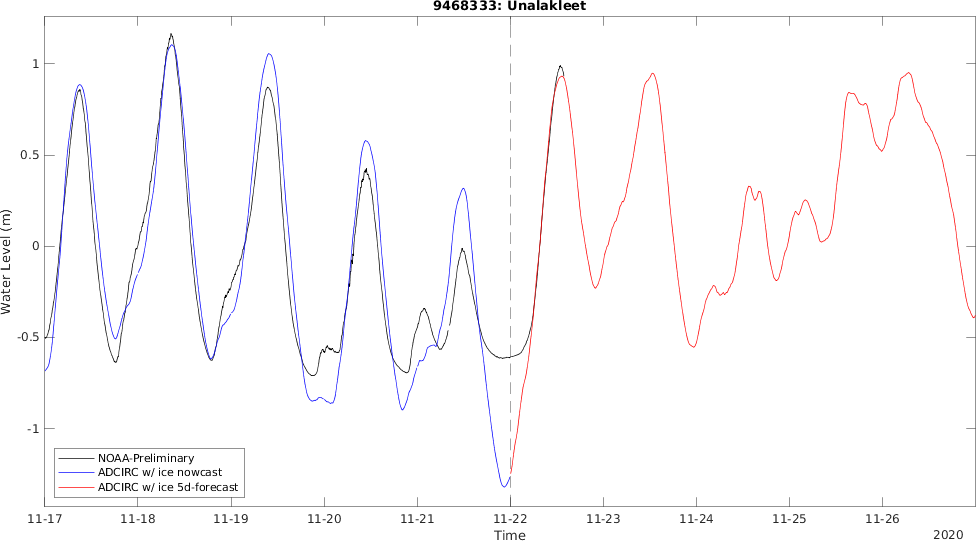 9468333: Unalakleet
Water Level (m)
1
0.5
0
-0.5
-1
NOAA-Preliminary
ADCIRC w/ ice nowcast
ADCIRC w/ ice 5d-forecast
11-17 11-18 11-19 11-20 11-21 11-22 11-23 11-24 11-25 11-26
Time
2020